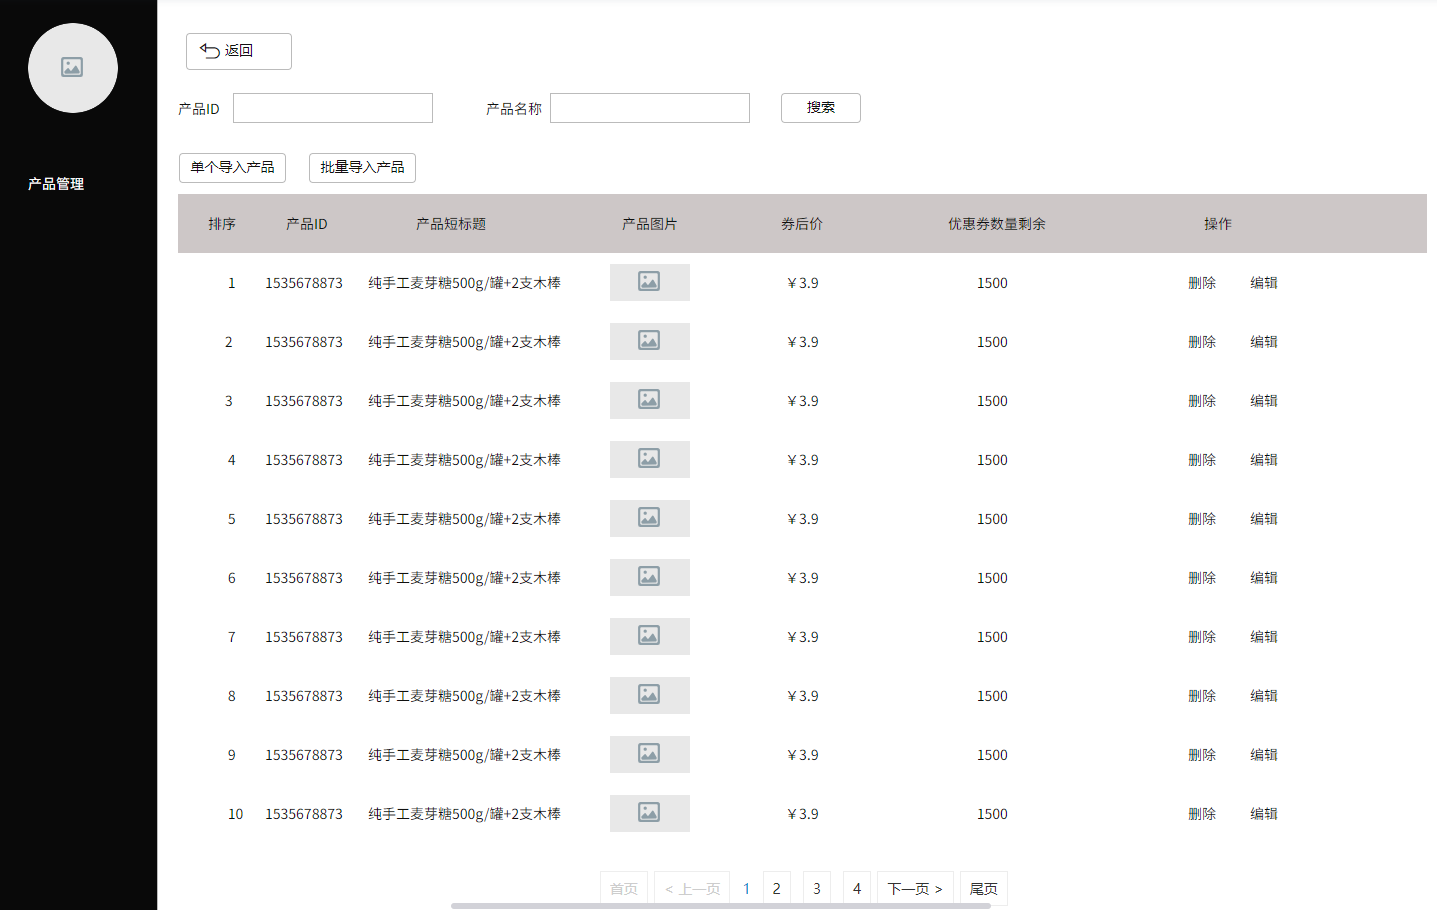 返回
产品ID 产品名称 搜索
产品管理
单个导入产品 批量导入产品
排序 产品ID 产品短标题 产品图片 券后价 优惠券数量剩余 操作
1 1535678873 纯手工麦芽糖500g/罐+2支木棒 ￥3.9 1500 删除 编辑
2 1535678873 纯手工麦芽糖500g/罐+2支木棒 ￥3.9 1500 删除 编辑
3 1535678873 纯手工麦芽糖500g/罐+2支木棒 ￥3.9 1500 删除 编辑
4 1535678873 纯手工麦芽糖500g/罐+2支木棒 ￥3.9 1500 删除 编辑
5 1535678873 纯手工麦芽糖500g/罐+2支木棒 ￥3.9 1500 删除 编辑
6 1535678873 纯手工麦芽糖500g/罐+2支木棒 ￥3.9 1500 删除 编辑
7 1535678873 纯手工麦芽糖500g/罐+2支木棒 ￥3.9 1500 删除 编辑
8 1535678873 纯手工麦芽糖500g/罐+2支木棒 ￥3.9 1500 删除 编辑
9 1535678873 纯手工麦芽糖500g/罐+2支木棒 ￥3.9 1500 删除 编辑
10 1535678873 纯手工麦芽糖500g/罐+2支木棒 ￥3.9 1500 删除 编辑
首页 < 上一页 1 2 3 4 下一页 > 尾页